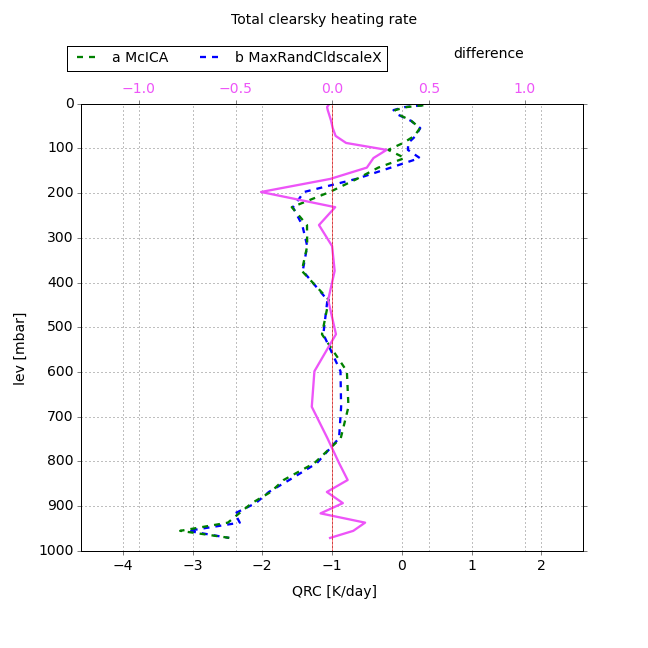 Total clearsky heating rate
a McICA
b MaxRandCldscaleX
difference
−1.0 −0.5 0.0 0.5 1.0
0
100
200
300
400
500
600
700
800
900
1000
lev [mbar]
−4 −3 −2 −1 0 1 2
QRC [K/day]